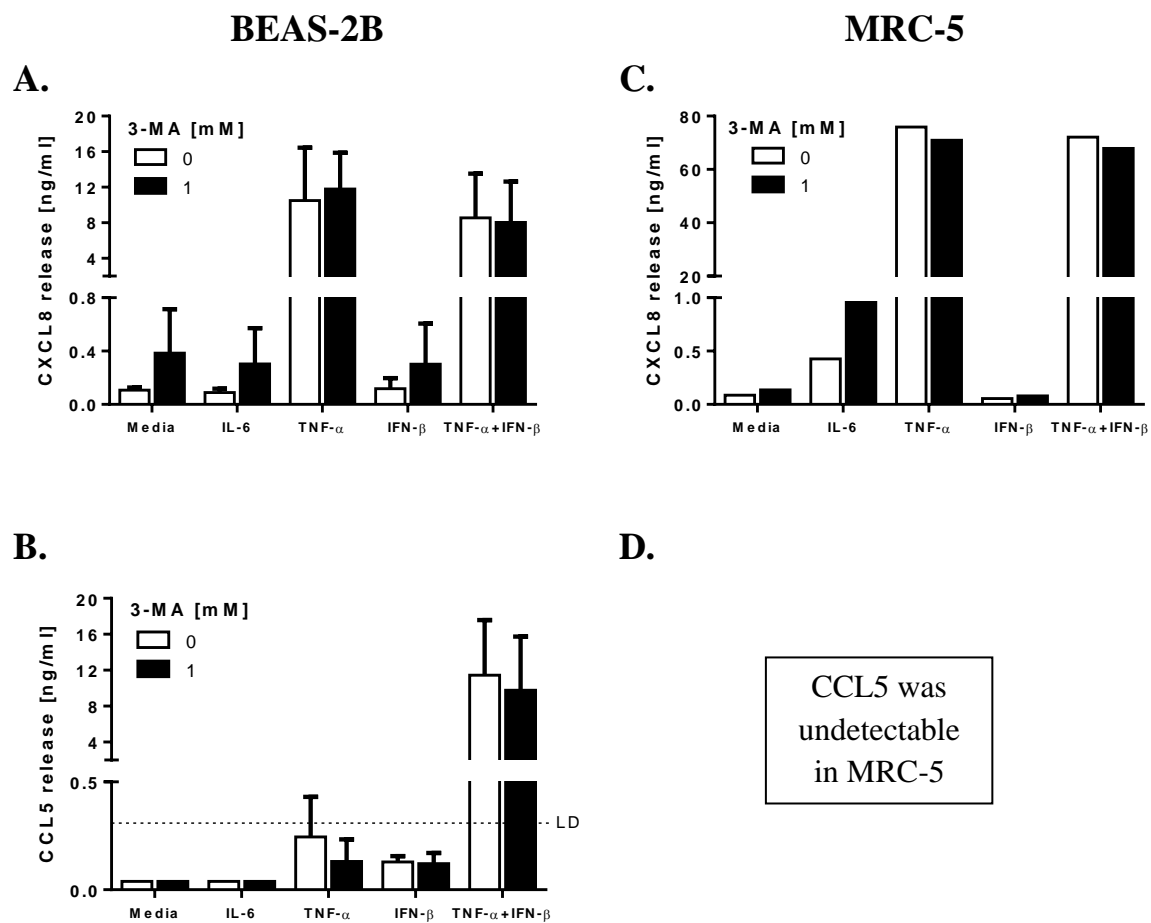 BEAS-2B
MRC-5
A.
CXCL8 release [ng/ml]
3-MA [mM]
0
1
20
16
12
8
4
0.8
0.4
0.0
Media IL-6 TNF-α IFN-β TNF-α+IFN-β
C.
CXCL8 release [ng/ml]
3-MA [mM]
0
1
80
60
40
20
1.0
0.5
0.0
Media IL-6 TNF-α IFN-β TNF-α+IFN-β
B.
CCL5 release [ng/ml]
3-MA [mM]
0
1
20
16
12
8
4
0.5
0.0
LD
Media IL-6 TNF-α IFN-β TNF-α+IFN-β
D.
CCL5 was
undetectable
in MRC-5